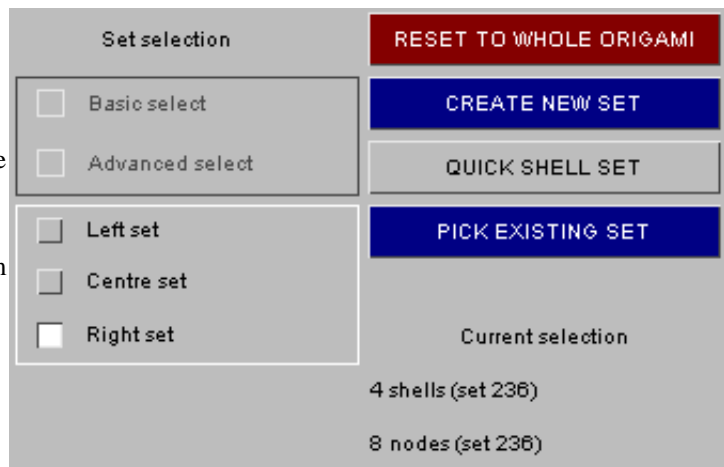 Set selection
RESET TO WHOLE ORIGAMI
Basic select
CREATE NEW SET
e
Advanced select
QUICK SHELL SET
Left set
PICK EXISTING SET
Centre set
Right set
Current selection
4 shells (set 236)
8 nodes (set 236)